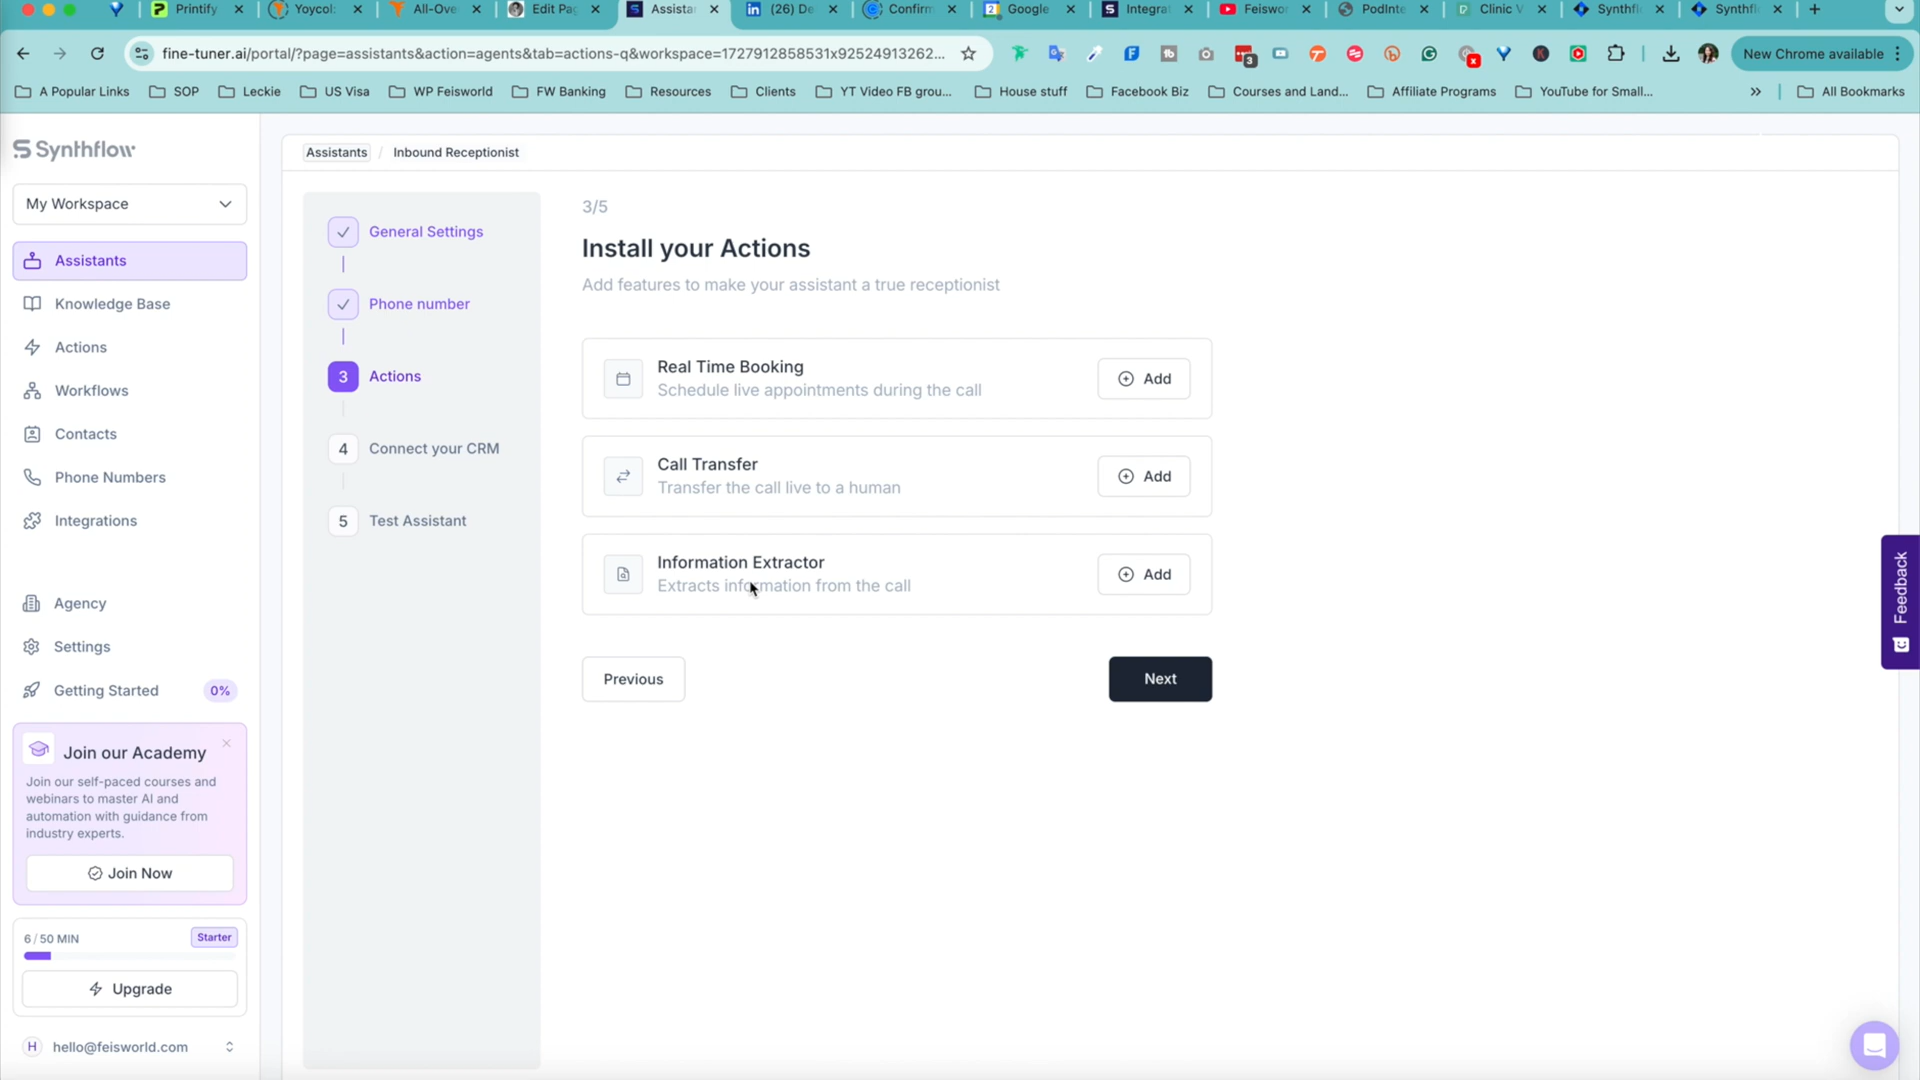 Printify
Yoycol
All-Ove
Edit Pag
Assistan
(26) De
Confirm
Google
Integrat
Feiswor
PodInte
Clinic V
Synthfl
Synthfl
fine-tuner.ai/portal/?page=assistants&action=agents&tab=actions-q&workspace=1727912858531x92524913262...
New Chrome available
A Popular Links
SOP
Leckie
US Visa
WP Feisworld
FW Banking
Resources
Clients
YT Video FB grou...
House stuff
Facebook Biz
Courses and Land...
Affiliate Programs
YouTube for Small...
All Bookmarks
Synthflow
My Workspace
Assistants
Knowledge Base
Actions
Workflows
Contacts
Phone Numbers
Integrations
Agency
Settings
Getting Started
0%
Join our Academy
Join our self-paced courses and
webinars to master AI and
automation with guidance from
industry experts.
Join Now
6 / 50 MIN
Starter
Upgrade
H
hello@feisworld.com
Assistants / Inbound Receptionist
General Settings
Phone number
3 Actions
4 Connect your CRM
5 Test Assistant
3/5
Install your Actions
Add features to make your assistant a true receptionist
Real Time Booking
Schedule live appointments during the call
Add
Call Transfer
Transfer the call live to a human
Add
Information Extractor
Extracts information from the call
Add
Previous
Next
Feedback